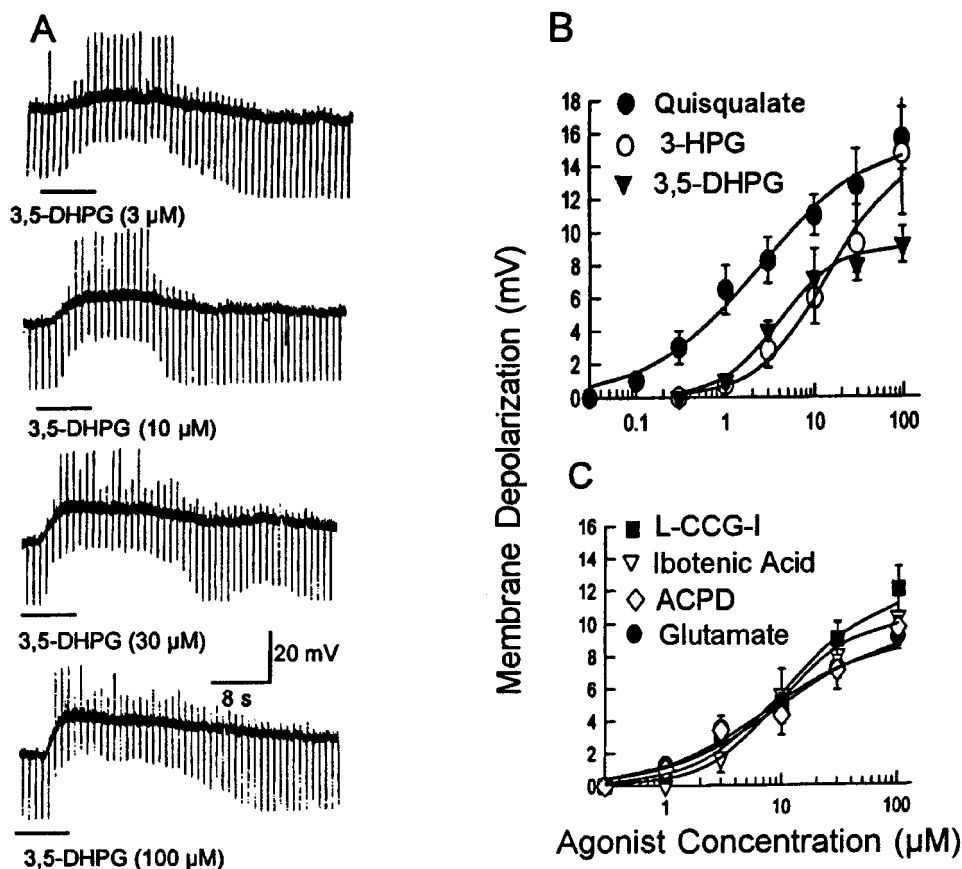 A
3,5-DHPG (3 µM)
3,5-DHPG (10 µM)
3,5-DHPG (30 µM)
20 mV
8 s
3,5-DHPG (100 µM)
Membrane Depolarization (mV)
B
18
16
14
12
10
8
6
4
2
0
Quisqualate
3-HPG
3,5-DHPG
0.1
1
10
100
C
16
14
12
10
8
6
4
2
0
L-CCG-I
Ibotenic Acid
ACPD
Glutamate
1
10
100
Agonist Concentration (µM)